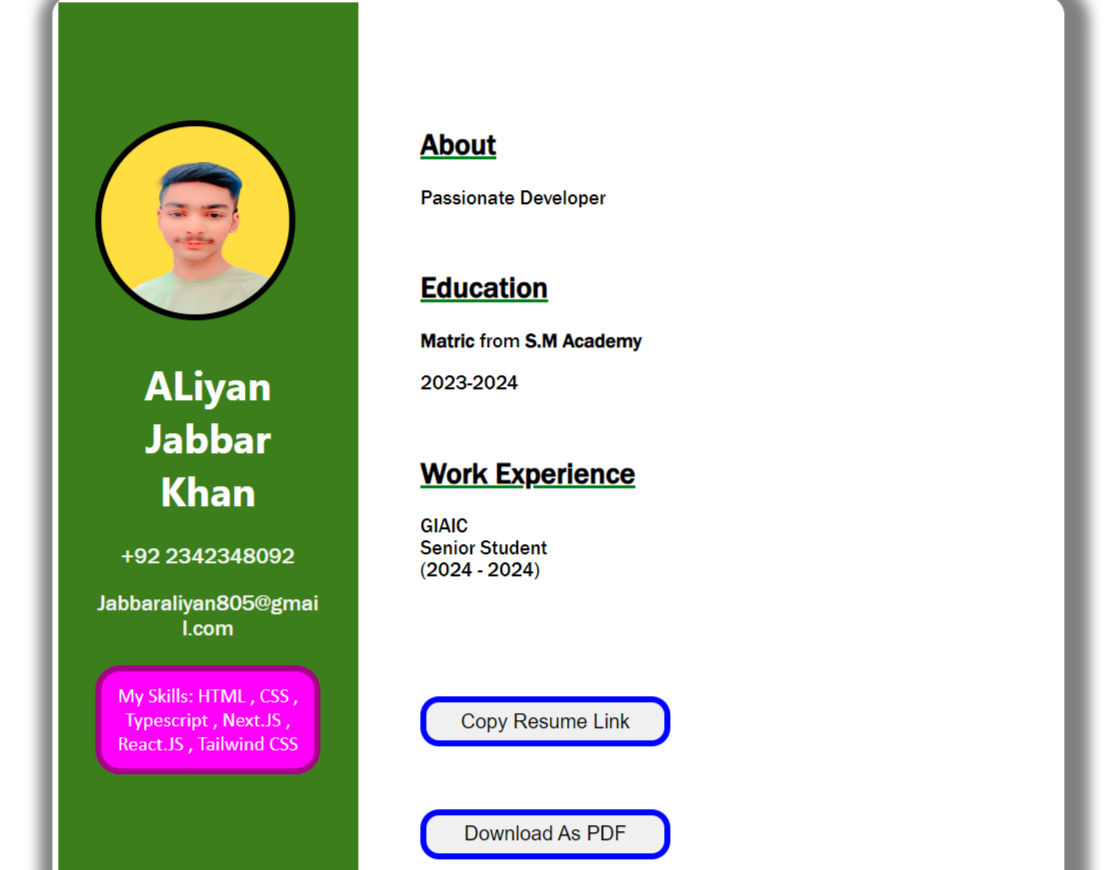 ALiyan
Jabbar
Khan
+92 2342348092
Jabbaraliyan805@gmai
l.com
My Skills: HTML , CSS ,
Typescript , Next.JS ,
React.JS , Tailwind CSS
About
Passionate Developer
Education
Matric from S.M Academy
2023-2024
Work Experience
GIAIC
Senior Student
(2024 - 2024)
Copy Resume Link
Download As PDF